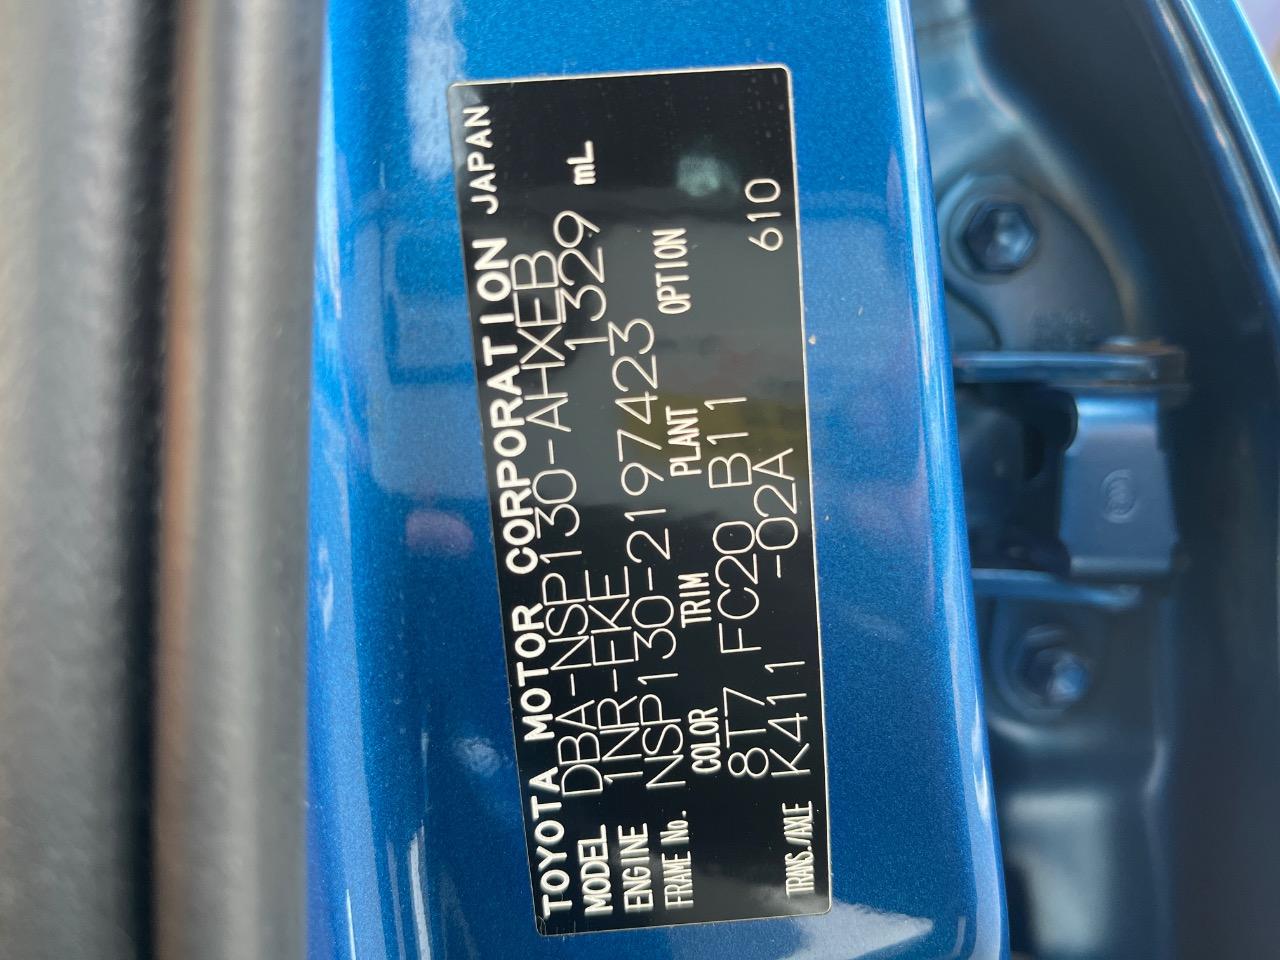 TOYOTA MOTOR CORPORATION JAPAN
MODEL DBA-NSP130-AHXEB
ENGINE 1NR-FKE 1329 mL
FRAME No. NSP130-2197423
COLOR TRIM PLANT OPTION
8T7 FC20 B11 610
TRANS./AXLE K411 -02A